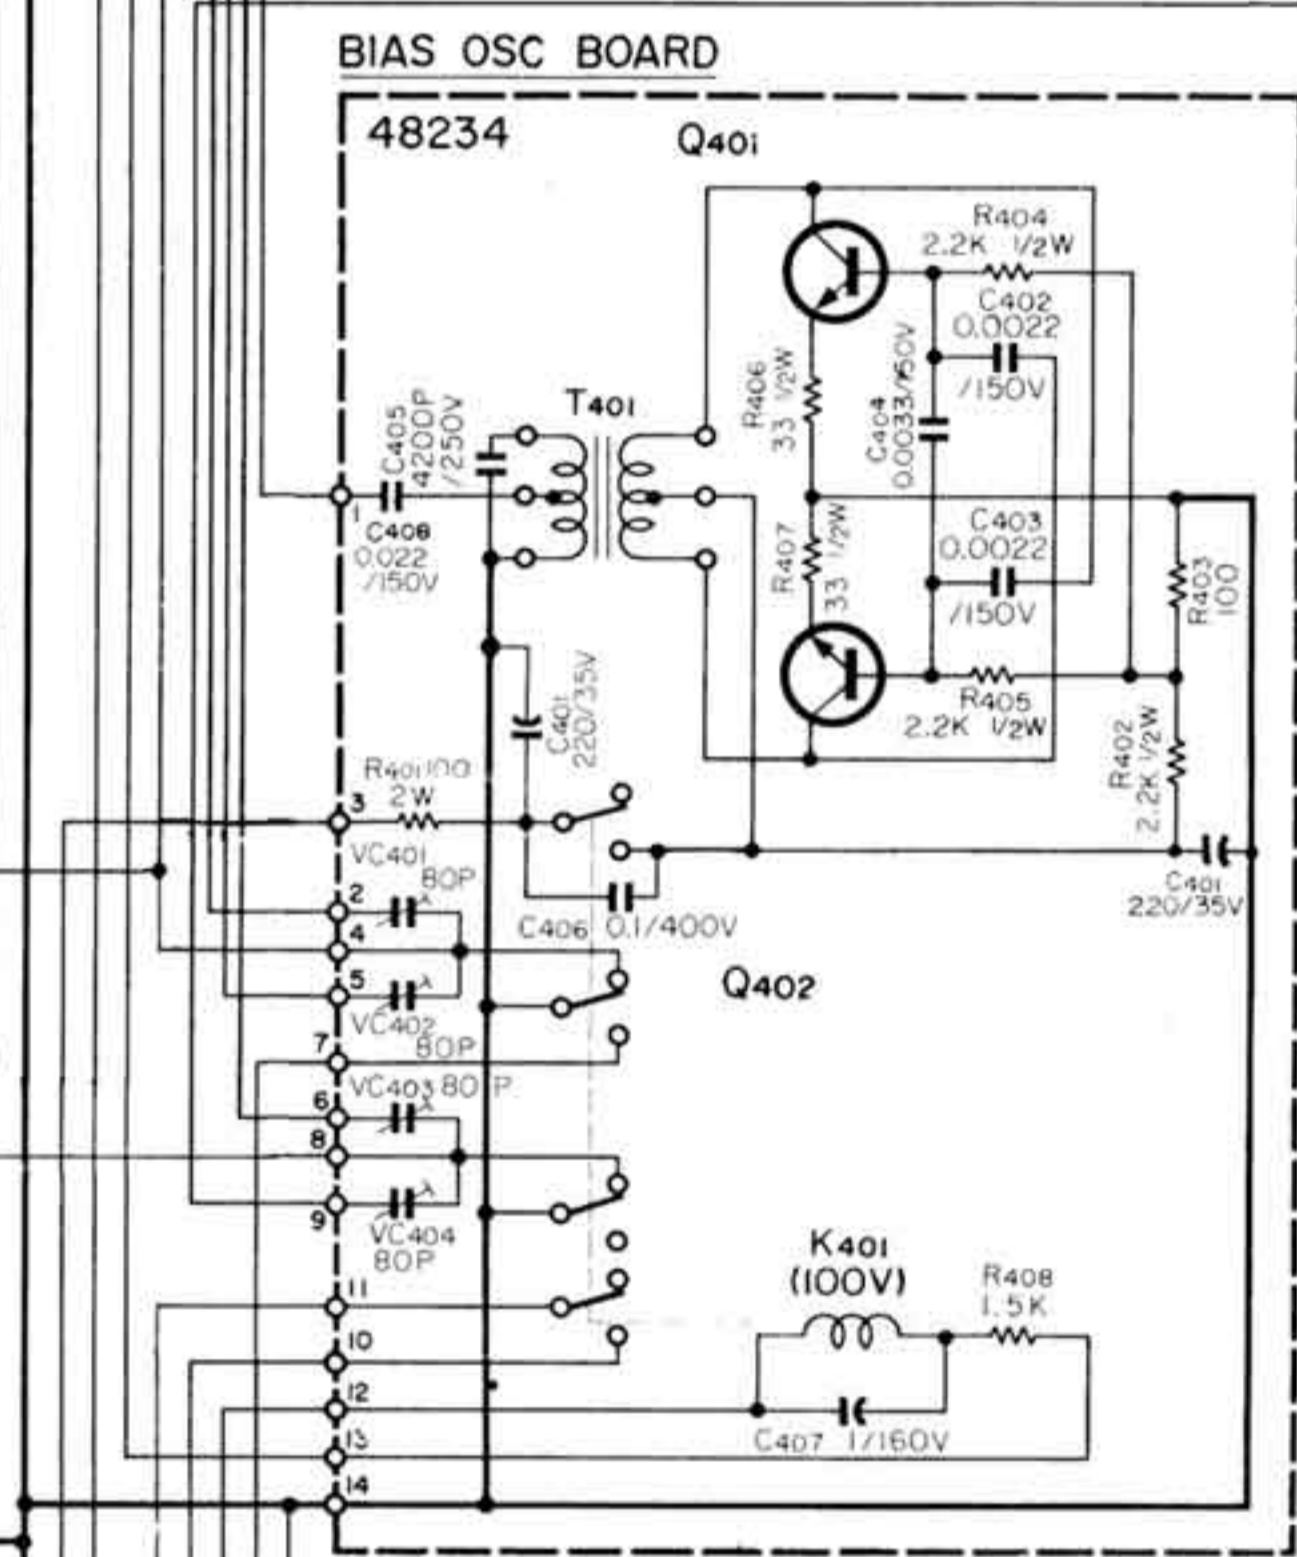 BIAS OSC BOARD
48234
Q401
R404
2.2K 1/2W
C402
0.0022
/150V
R406
33 1/2W
C404
0.0033/150V
T401
C405
4200P
/250V
1
C408
0.022
/150V
R407
33 1/2W
C403
0.0022
/150V
R403
100
R405
2.2K 1/2W
R402
2.2K 1/2W
C401
220/35V
R401 100
2W
3
VC401
80P
2
4
5
VC402
80P
C406 0.1/400V
C401
220/35V
Q402
7
VC403 80P
6
8
9
VC404
80P
11
10
12
13
14
K401
(100V)
R408
1.5K
C407 1/160V